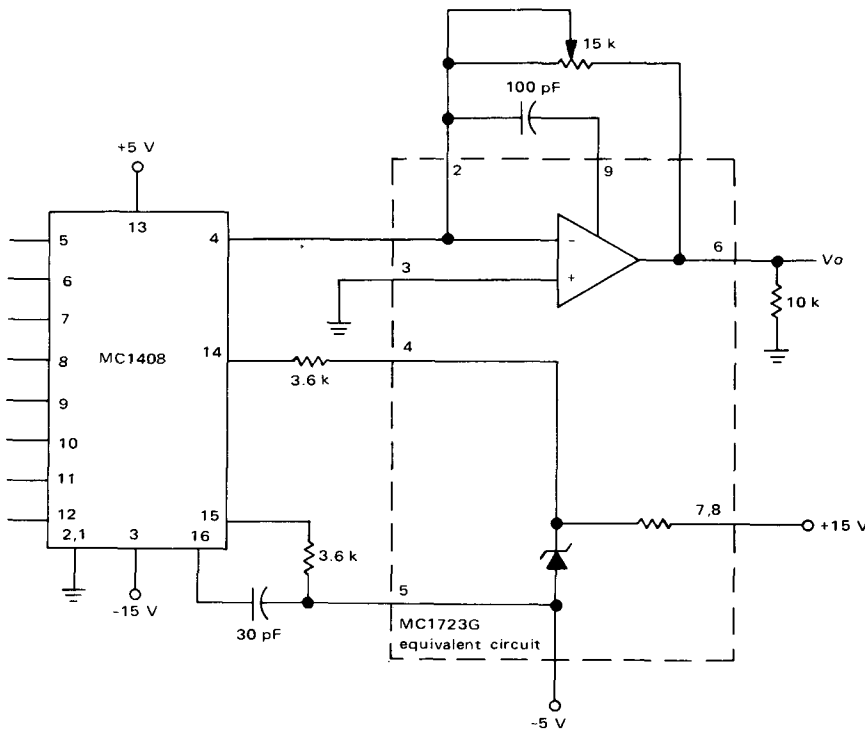 15 k
100 pF
+5 V
2
9
13
4
5
6
3
6
Vo
7
10 k
MC1408
14
4
8
3.6 k
9
10
11
12
15
7,8
+15 V
2,1
3
16
3.6 k
5
-15 V
30 pF
MC1723G
equivalent circuit
-5 V